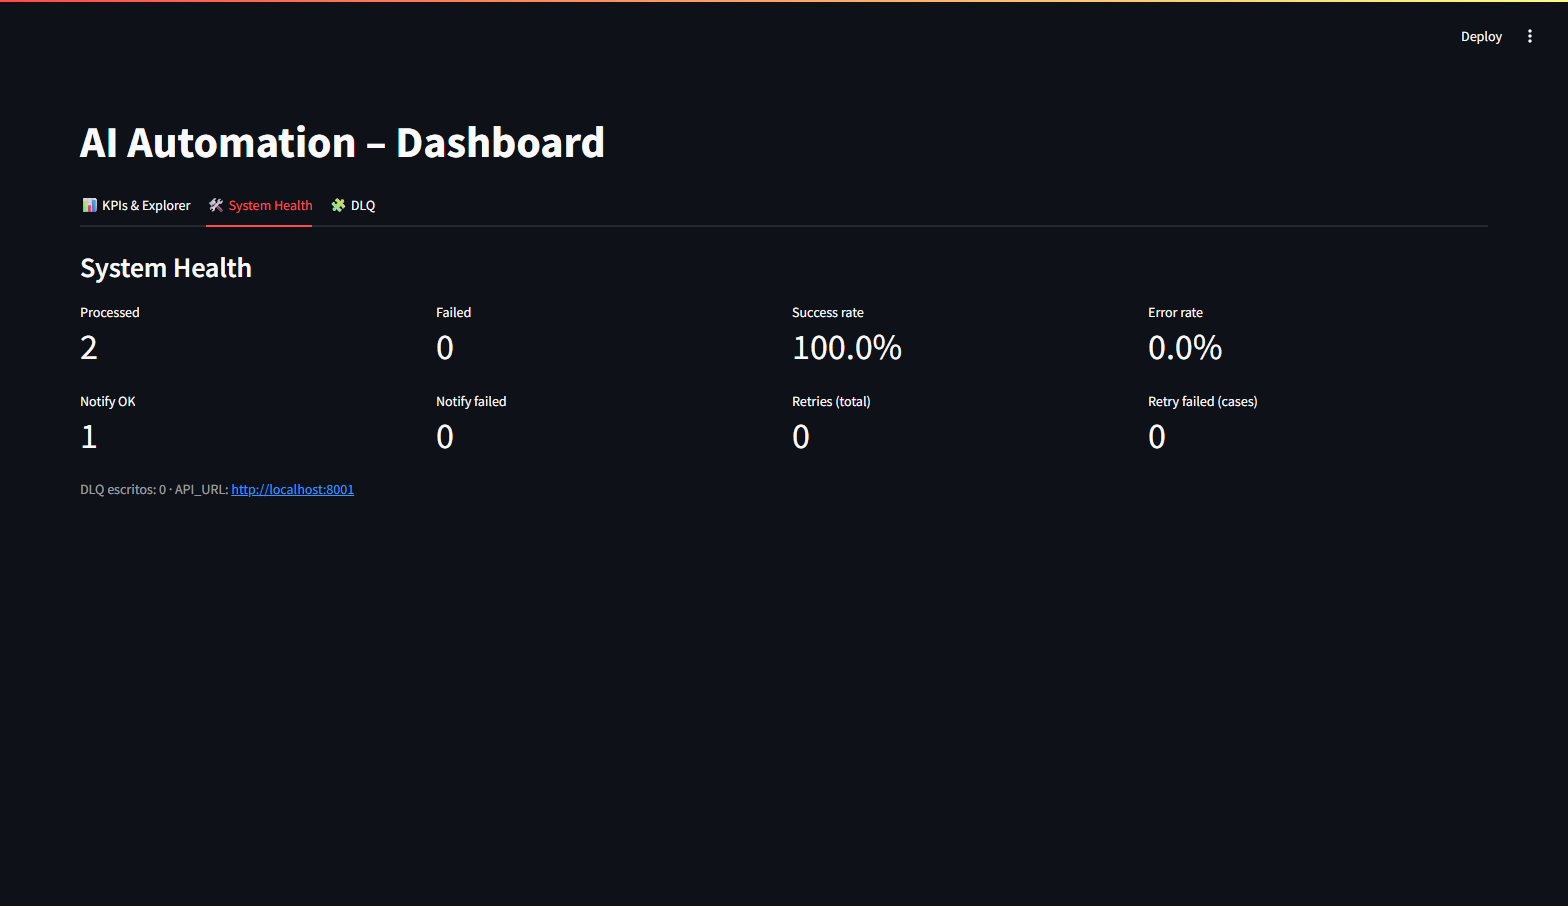 Deploy
AI Automation – Dashboard
KPIs & Explorer System Health DLQ
System Health
Processed Failed Success rate Error rate
2 0 100.0% 0.0%
Notify OK Notify failed Retries (total) Retry failed (cases)
1 0 0 0
DLQ escritos: 0 · API_URL: http://localhost:8001